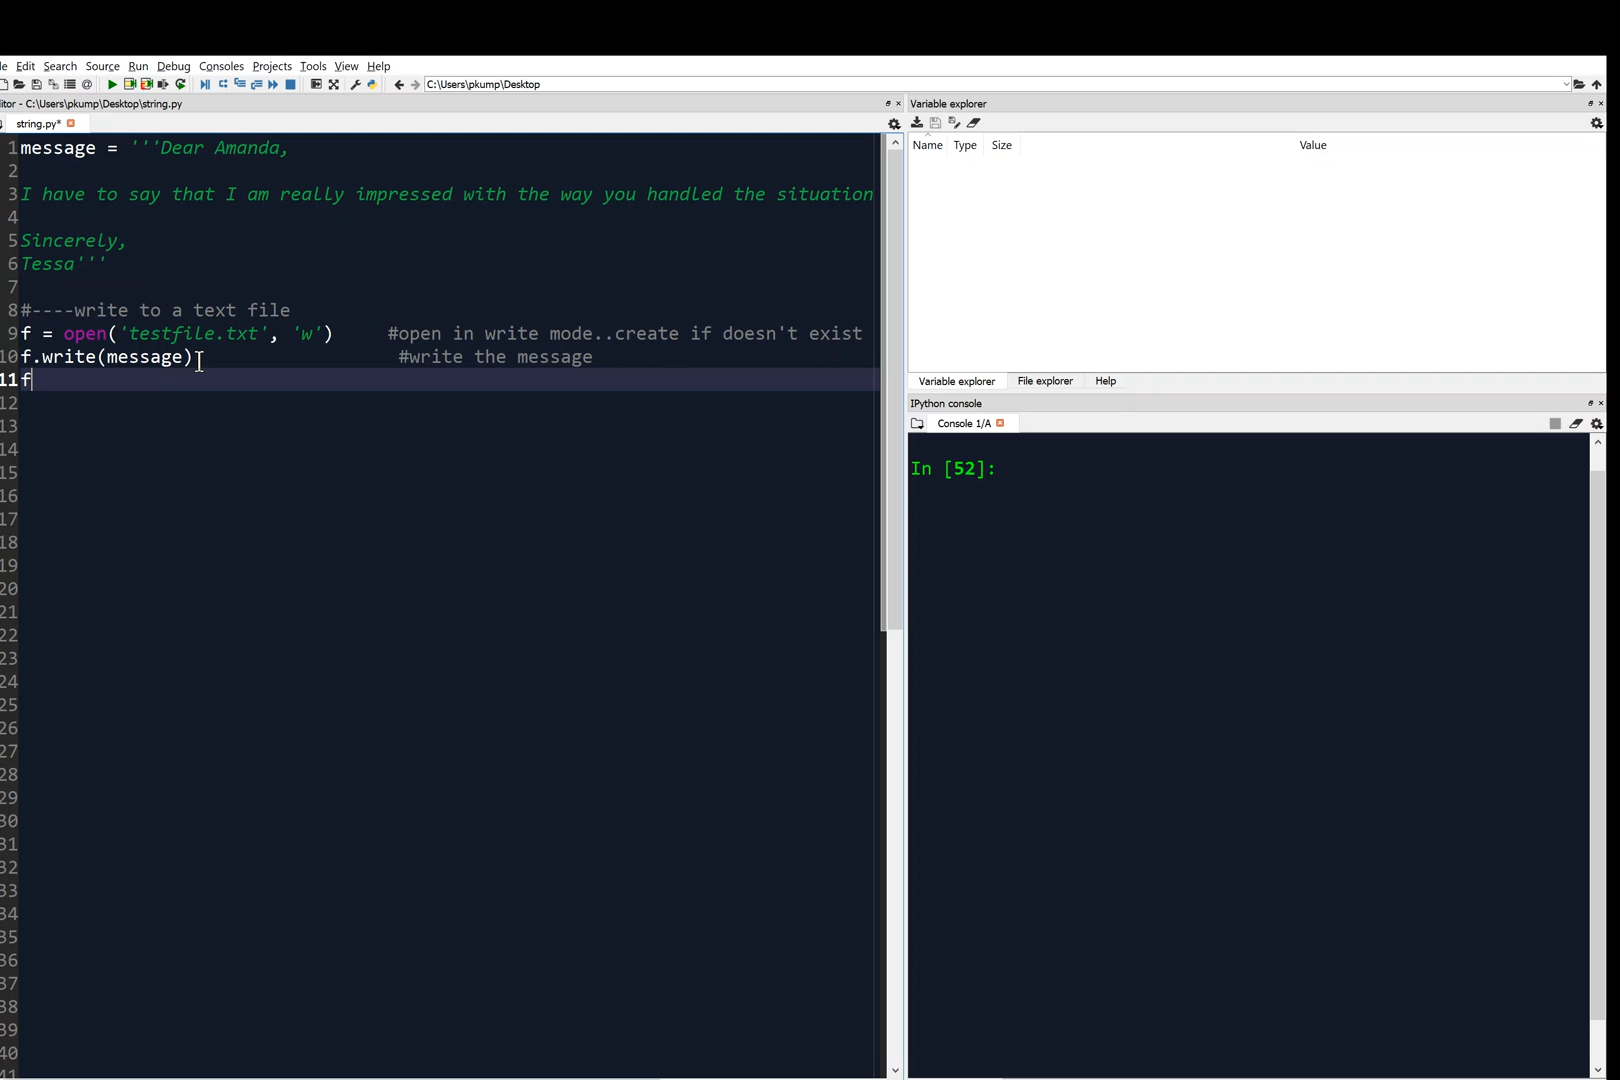 le Edit Search Source Run Debug Consoles Projects Tools View Help
C:\Users\pkump\Desktop
itor - C:\Users\pkump\Desktop\string.py
string.py*
1 message = '''Dear Amanda,
2
3 I have to say that I am really impressed with the way you handled the situation
4
5 Sincerely,
6 Tessa'''
7
8 #----write to a text file
9 f = open('testfile.txt', 'w')     #open in write mode..create if doesn't exist
10 f.write(message)                   #write the message
11 f
12
13
14
15
16
17
18
19
20
21
22
23
24
25
26
27
28
29
30
31
32
33
34
35
36
37
38
39
40
41
Variable explorer
Name Type Size Value
Variable explorer File explorer Help
IPython console
Console 1/A
In [52]: